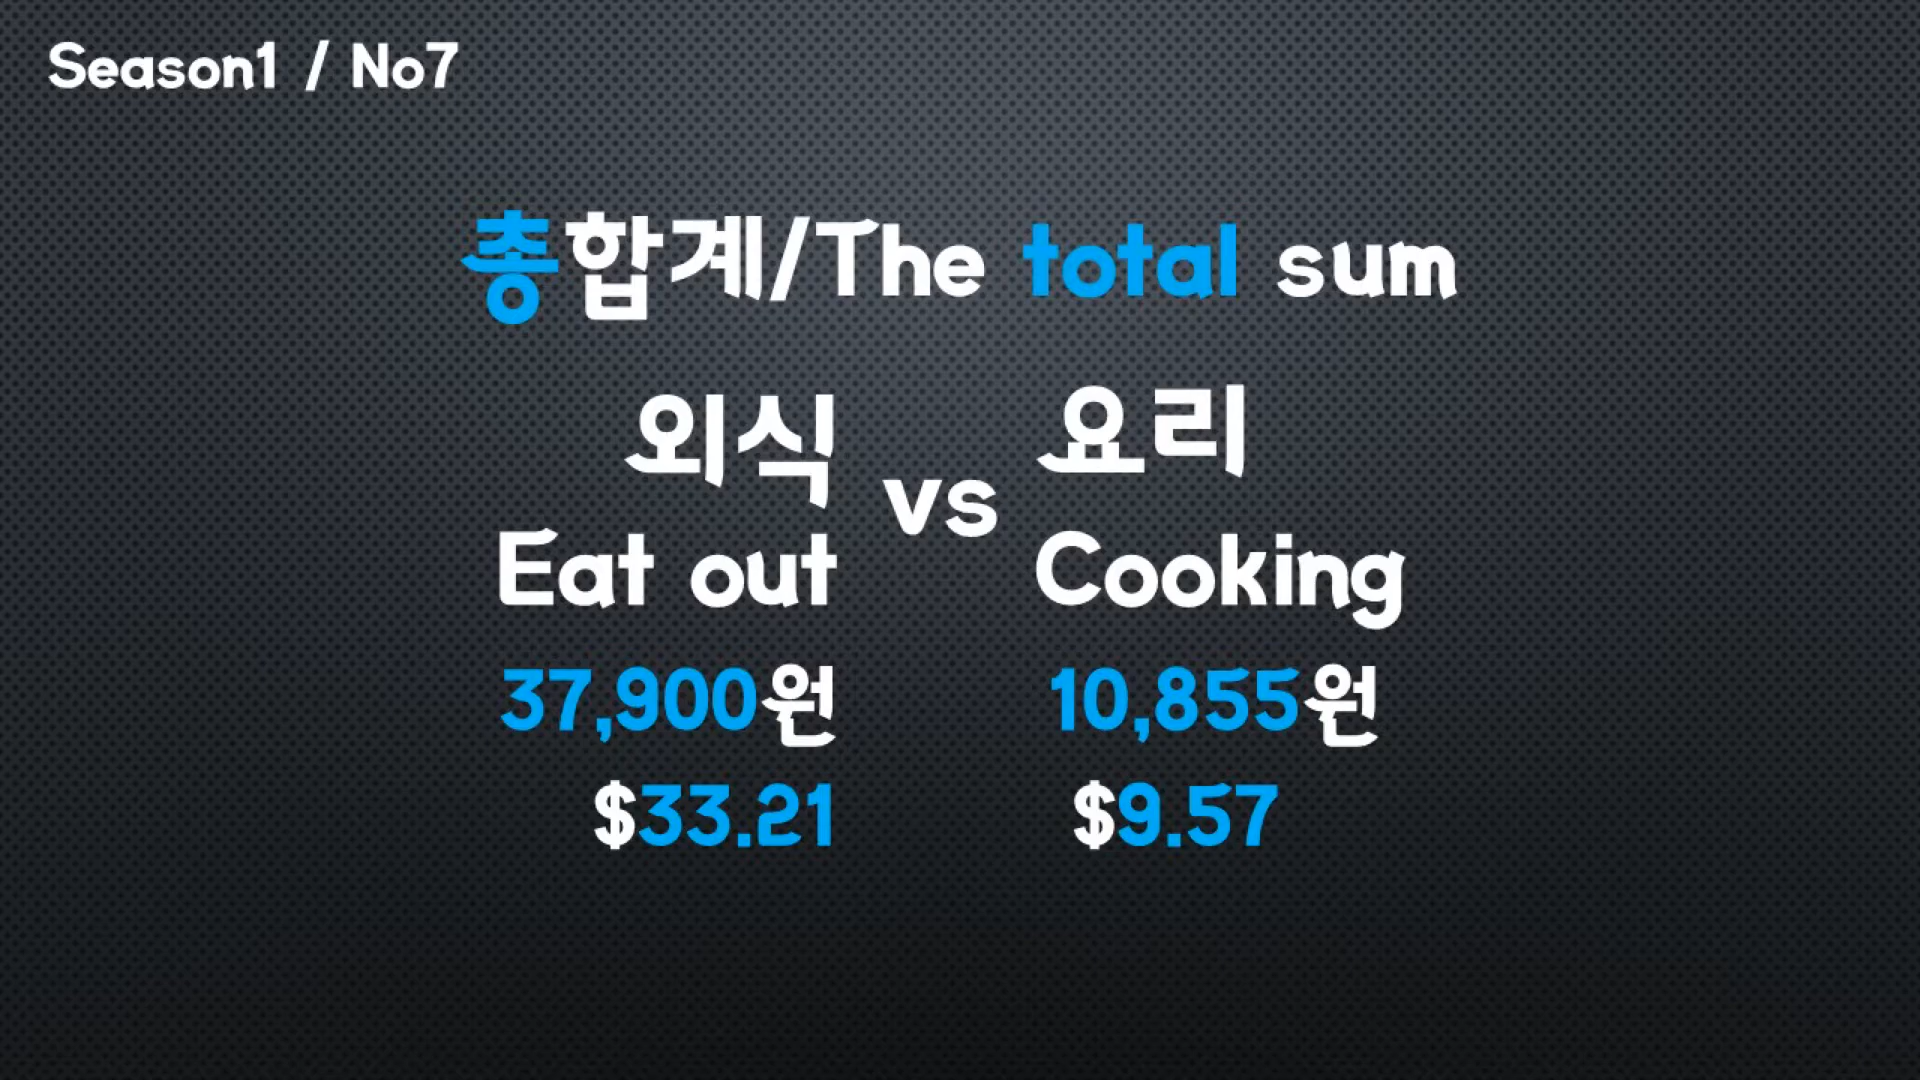 Season1 / No7
총합계/The total sum
외식 vs 요리
Eat out Cooking
37,900원 10,855원
$33.21 $9.57